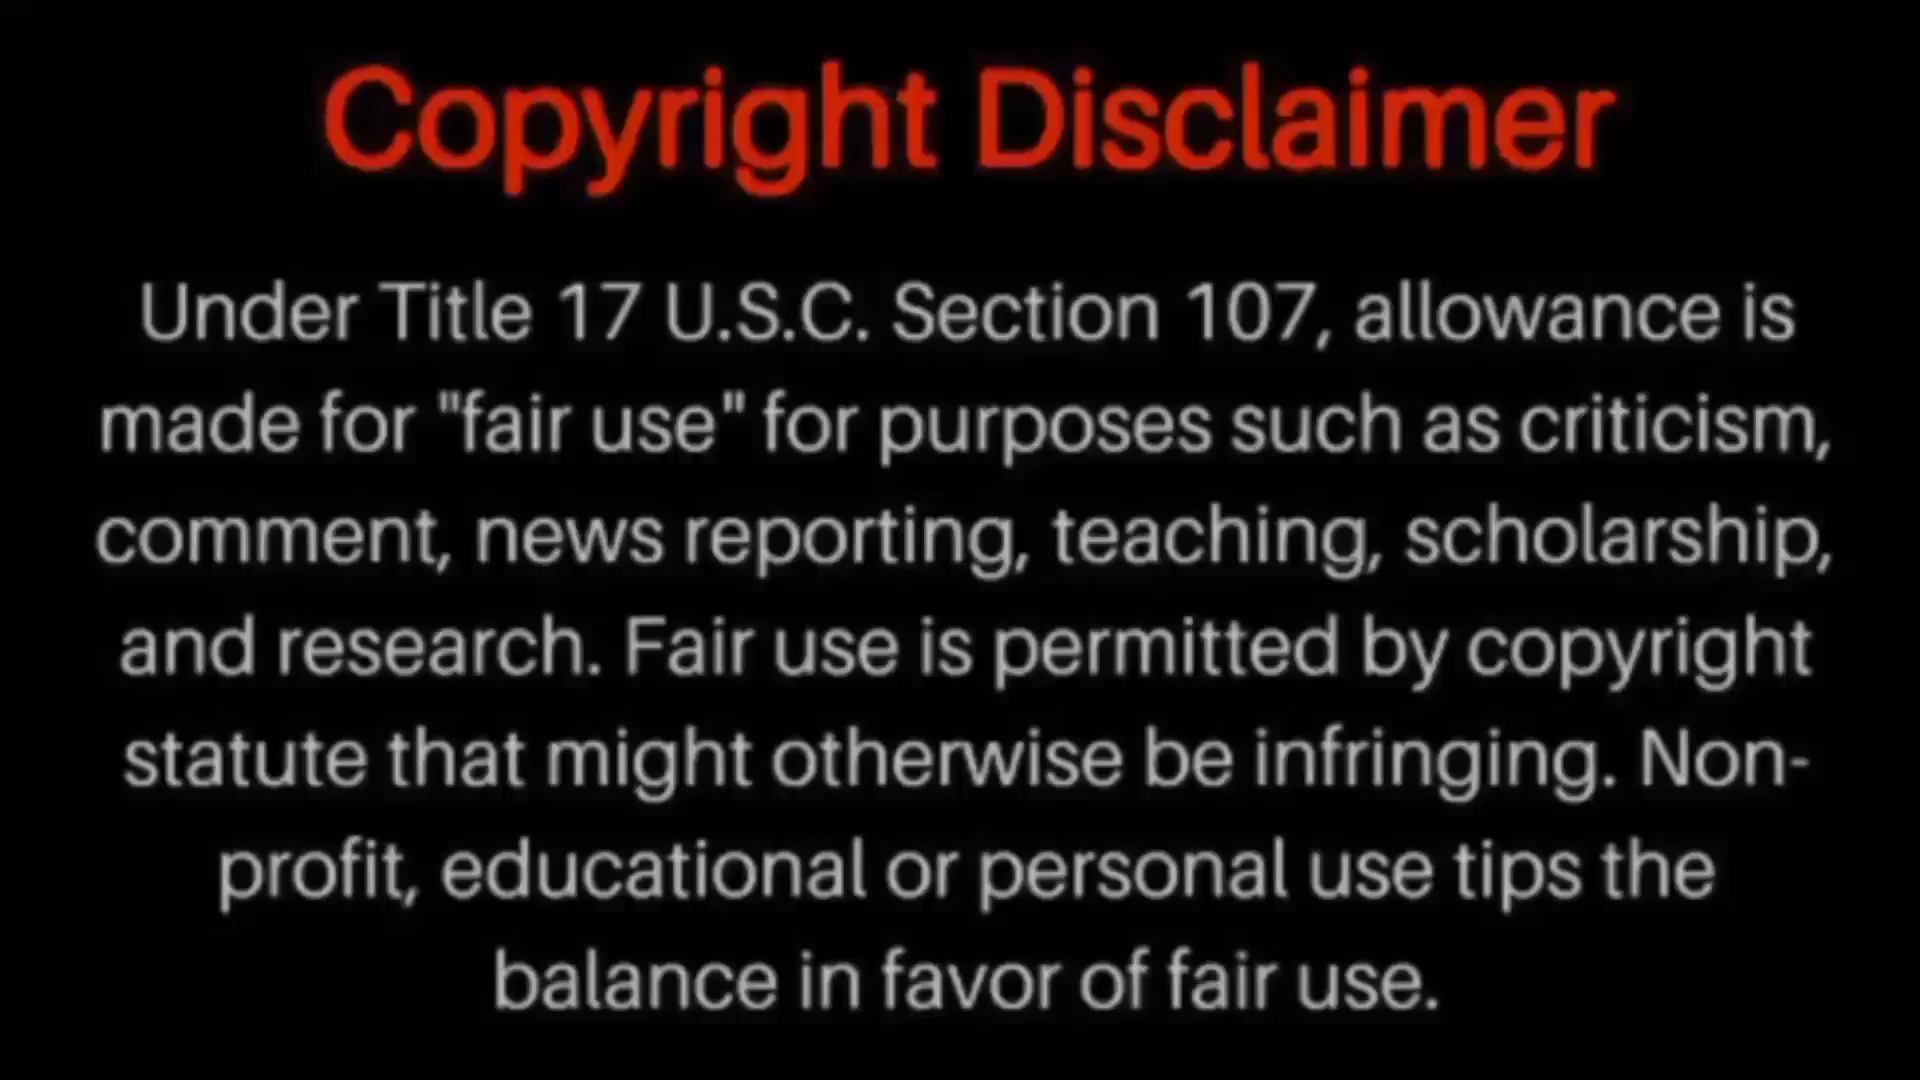 Copyright Disclaimer
Under Title 17 U.S.C. Section 107, allowance is
made for "fair use" for purposes such as criticism,
comment, news reporting, teaching, scholarship,
and research. Fair use is permitted by copyright
statute that might otherwise be infringing. Non-
profit, educational or personal use tips the
balance in favor of fair use.